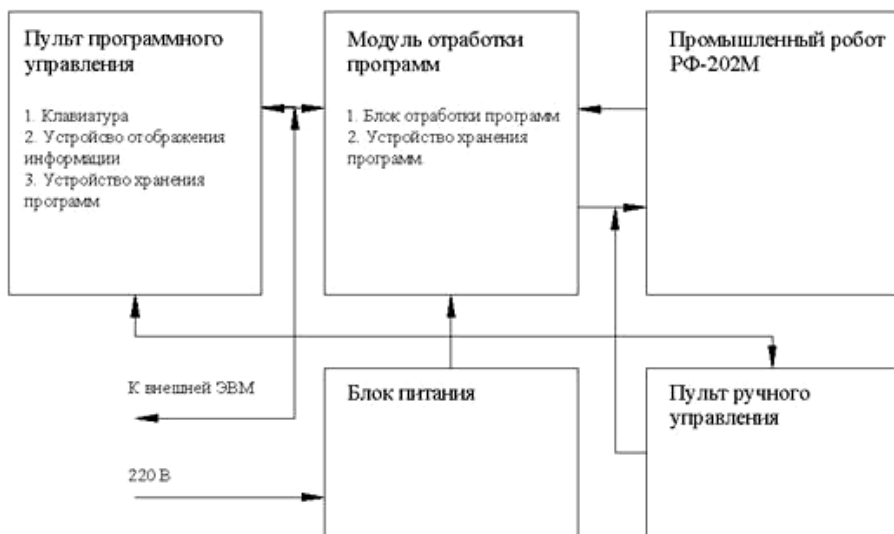 Пульт программного
управления
1. Клавиатура
2. Устройсво отображения
информации
3. Устройство хранения
программ
Модуль отработки
программ
1. Блок отработки программ
2. Устройство хранения
программ.
Промышленный робот
РФ-202М
К внешней ЭВМ
220 В
Блок питания
Пульт ручного
управления